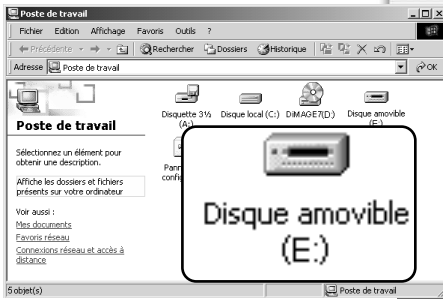 Poste de travail
Fichier Edition Affichage Favoris Outils ?
Précédente Rechercher Dossiers Historique
Adresse Poste de travail OK
Poste de travail
Sélectionnez un élément pour
obtenir une description.
Affiche les dossiers et fichiers
présents sur votre ordinateur
Voir aussi :
Mes documents
Favoris réseau
Connexions réseau et accès à
distance
Disquette 3½
(A:)
Disque local (C:)
DiMAGE7(D:)
Disque amovible
(E:)
Disque amovible
(E:)
5 objet(s)
Poste de travail